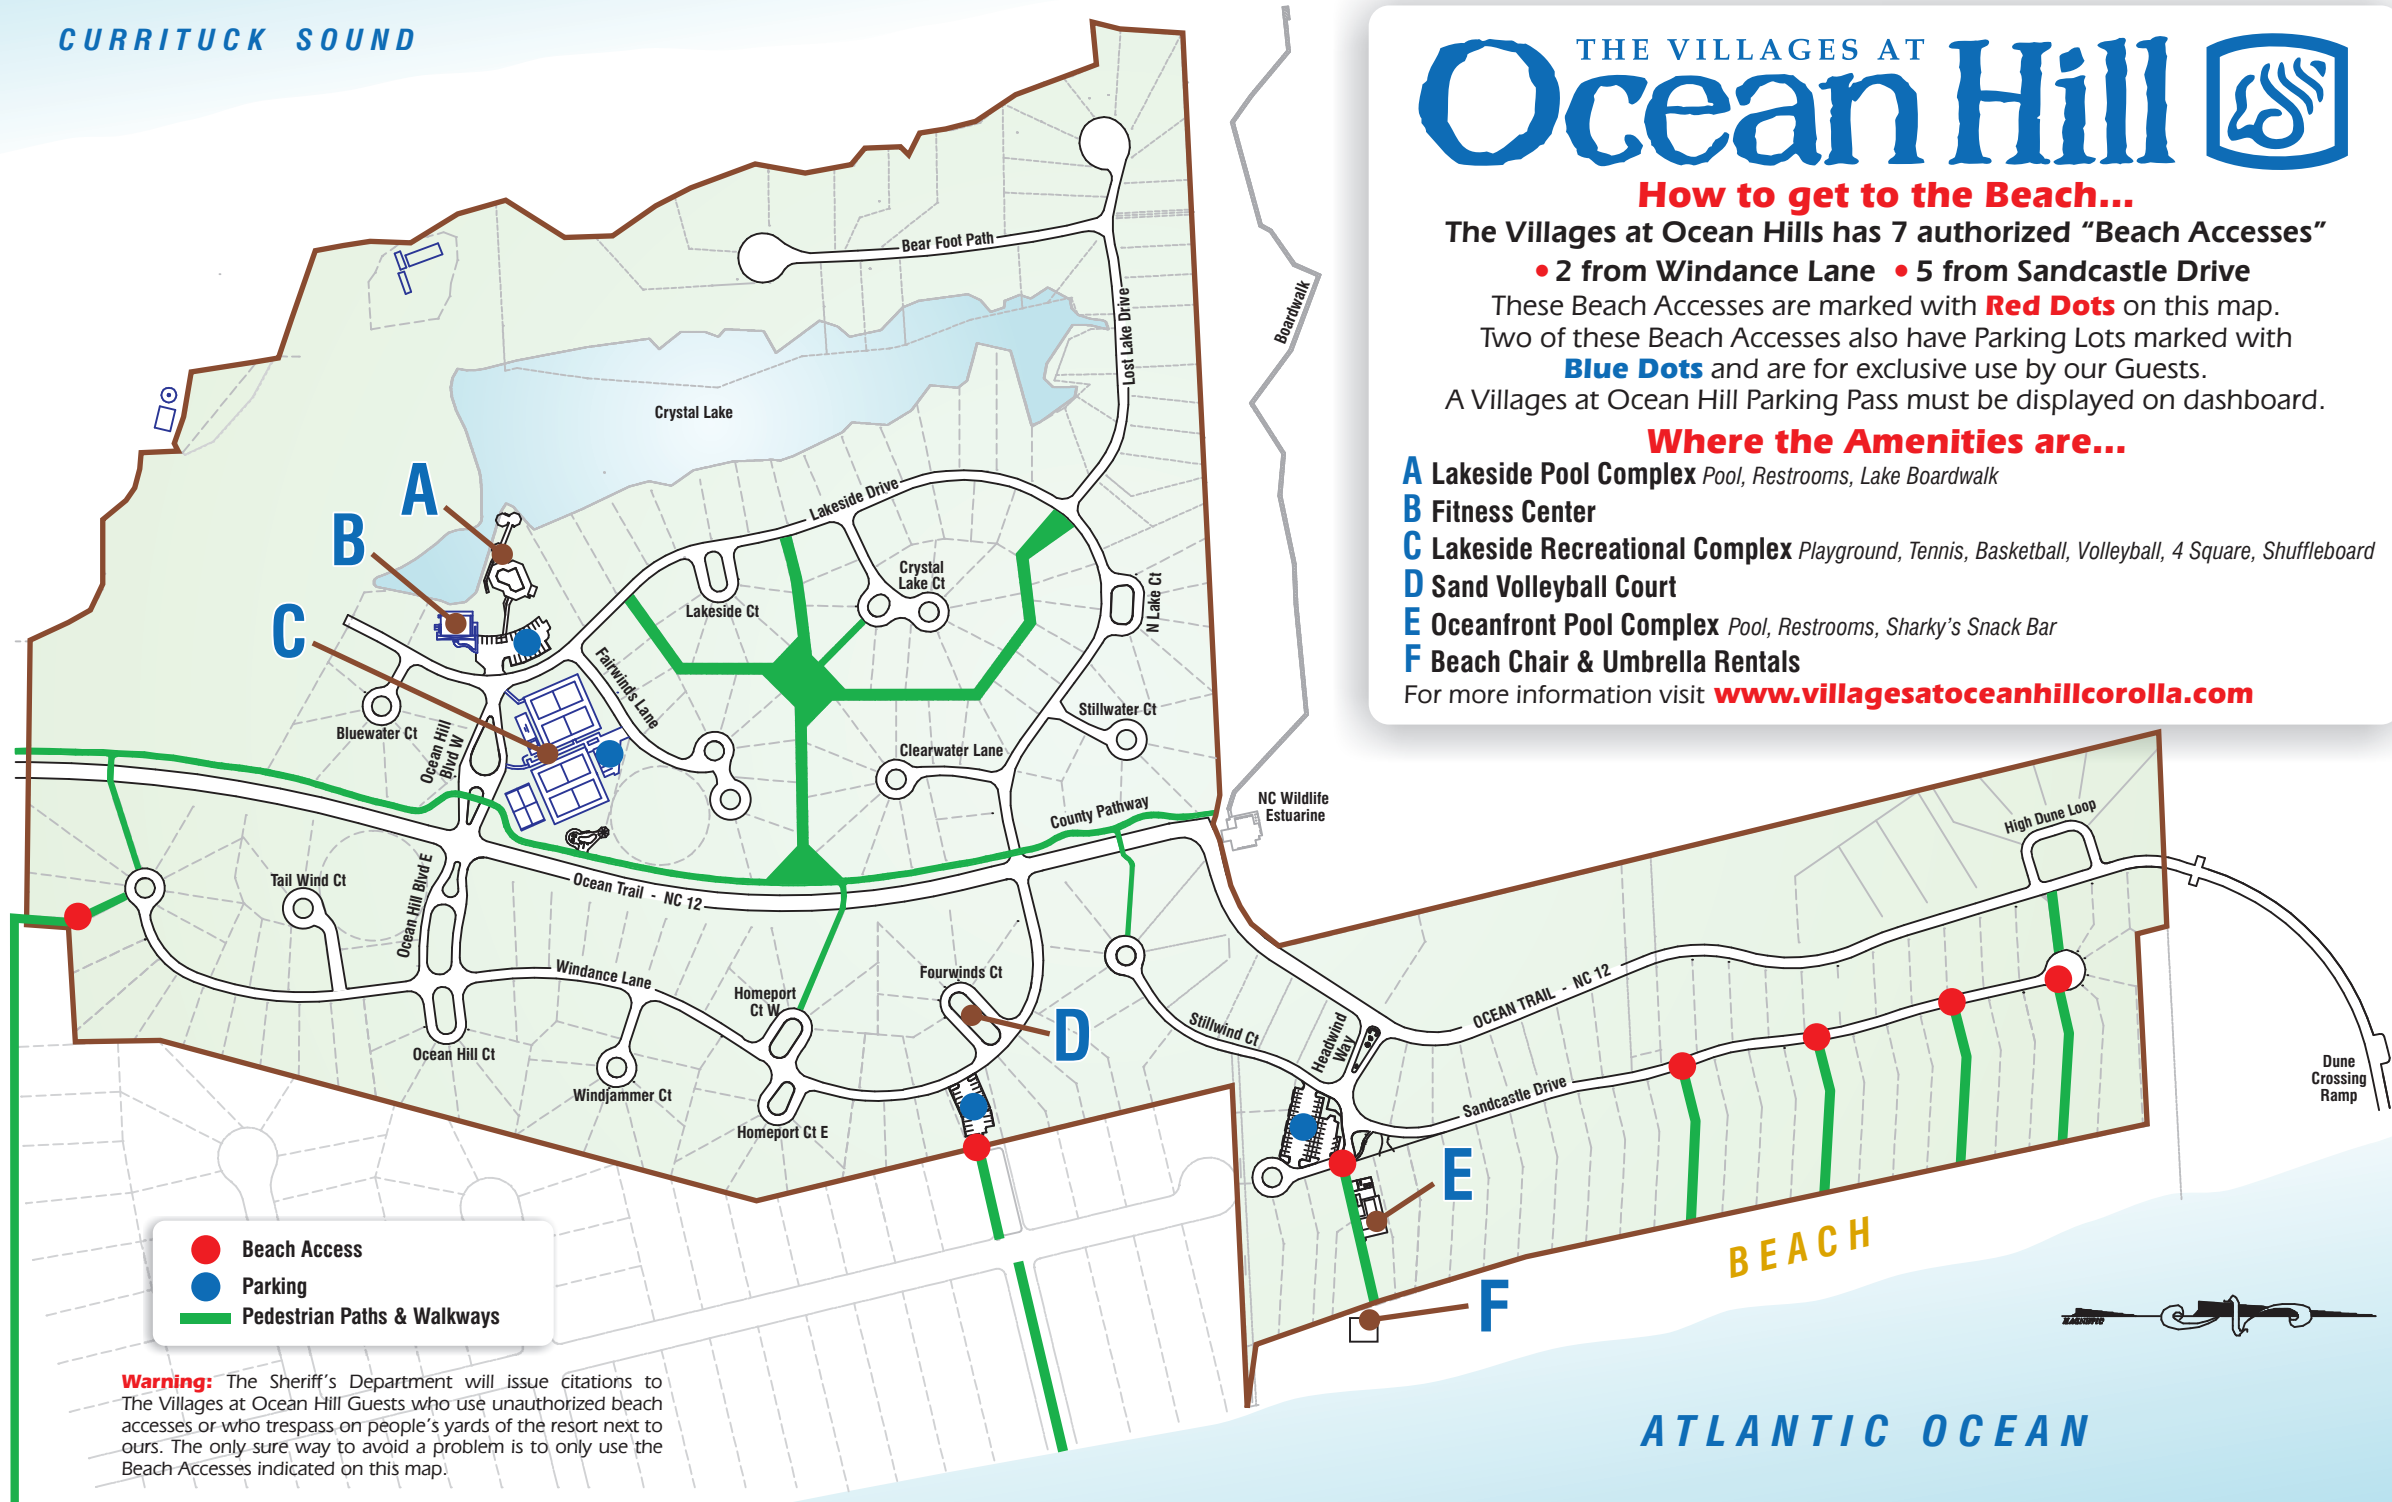 CURRITUCK SOUND
THE VILLAGES AT
Ocean Hill
How to get to the Beach...
The Villages at Ocean Hills has 7 authorized “Beach Accesses”
• 2 from Windance Lane • 5 from Sandcastle Drive
These Beach Accesses are marked with Red Dots on this map.
Two of these Beach Accesses also have Parking Lots marked with
Blue Dots and are for exclusive use by our Guests.
A Villages at Ocean Hill Parking Pass must be displayed on dashboard.
Where the Amenities are...
A Lakeside Pool Complex Pool, Restrooms, Lake Boardwalk
B Fitness Center
C Lakeside Recreational Complex Playground, Tennis, Basketball, Volleyball, 4 Square, Shuffleboard
D Sand Volleyball Court
E Oceanfront Pool Complex Pool, Restrooms, Sharky’s Snack Bar
F Beach Chair & Umbrella Rentals
For more information visit www.villagesatoceanhillcorolla.com
Bear Foot Path
Lost Lake Drive
Boardwalk
Crystal Lake
A
B
C
Lakeside Drive
Crystal
Lake Ct
Lakeside Ct
N Lake Ct
Fairwinds Lane
Stillwater Ct
Bluewater Ct
Ocean Hill
Blvd W
Clearwater Lane
County Pathway
NC Wildlife
Estuarine
High Dune Loop
Tail Wind Ct
Ocean Hill Blvd E
Ocean Trail - NC 12
Windance Lane
Homeport
Ct W
Fourwinds Ct
D
Stillwind Ct
Headwind
Way
OCEAN TRAIL - NC 12
Ocean Hill Ct
Windjammer Ct
Homeport Ct E
Sandcastle Drive
Dune
Crossing
Ramp
E
F
BEACH
MAGNETIC
ATLANTIC OCEAN
Beach Access
Parking
Pedestrian Paths & Walkways
Warning: The Sheriff’s Department will issue citations to
The Villages at Ocean Hill Guests who use unauthorized beach
accesses or who trespass on people’s yards of the resort next to
ours. The only sure way to avoid a problem is to only use the
Beach Accesses indicated on this map.